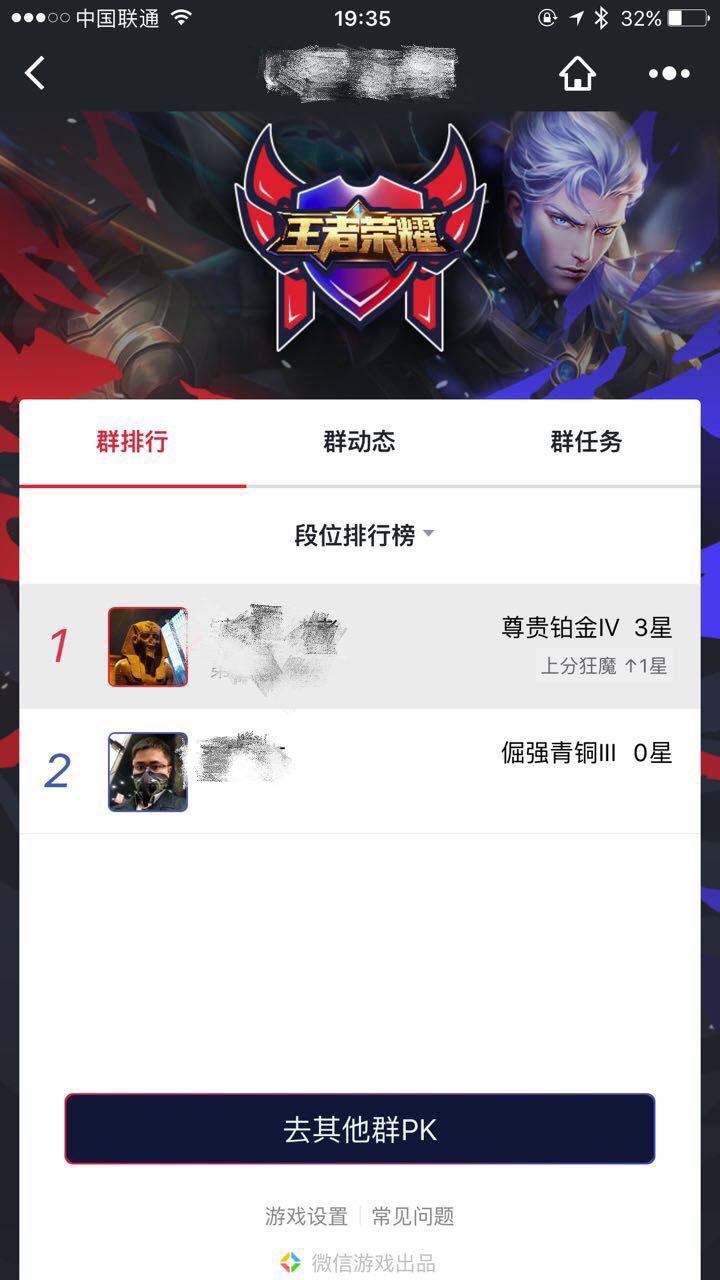 中国联通 19:35 32%
王者荣耀
群排行 群动态 群任务
段位排行榜
1 尊贵铂金IV 3星
上分狂魔 ↑1星
2 倔强青铜III 0星
去其他群PK
游戏设置 常见问题
微信游戏出品